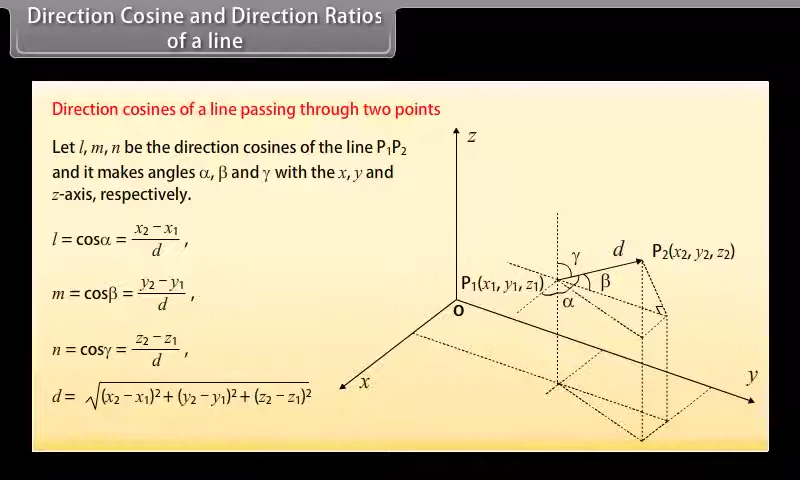 Direction Cosine and Direction Ratios
of a line
Direction cosines of a line passing through two points
Let l, m, n be the direction cosines of the line P₁P₂
and it makes angles α, β and γ with the x, y and
z-axis, respectively.
l = cosα = (x₂ − x₁)/d ,
m = cosβ = (y₂ − y₁)/d ,
n = cosγ = (z₂ − z₁)/d ,
d = √(x₂ − x₁)² + (y₂ − y₁)² + (z₂ − z₁)²
z
γ
d
P₂(x₂, y₂, z₂)
P₁(x₁, y₁, z₁)
β
α
O
x
y